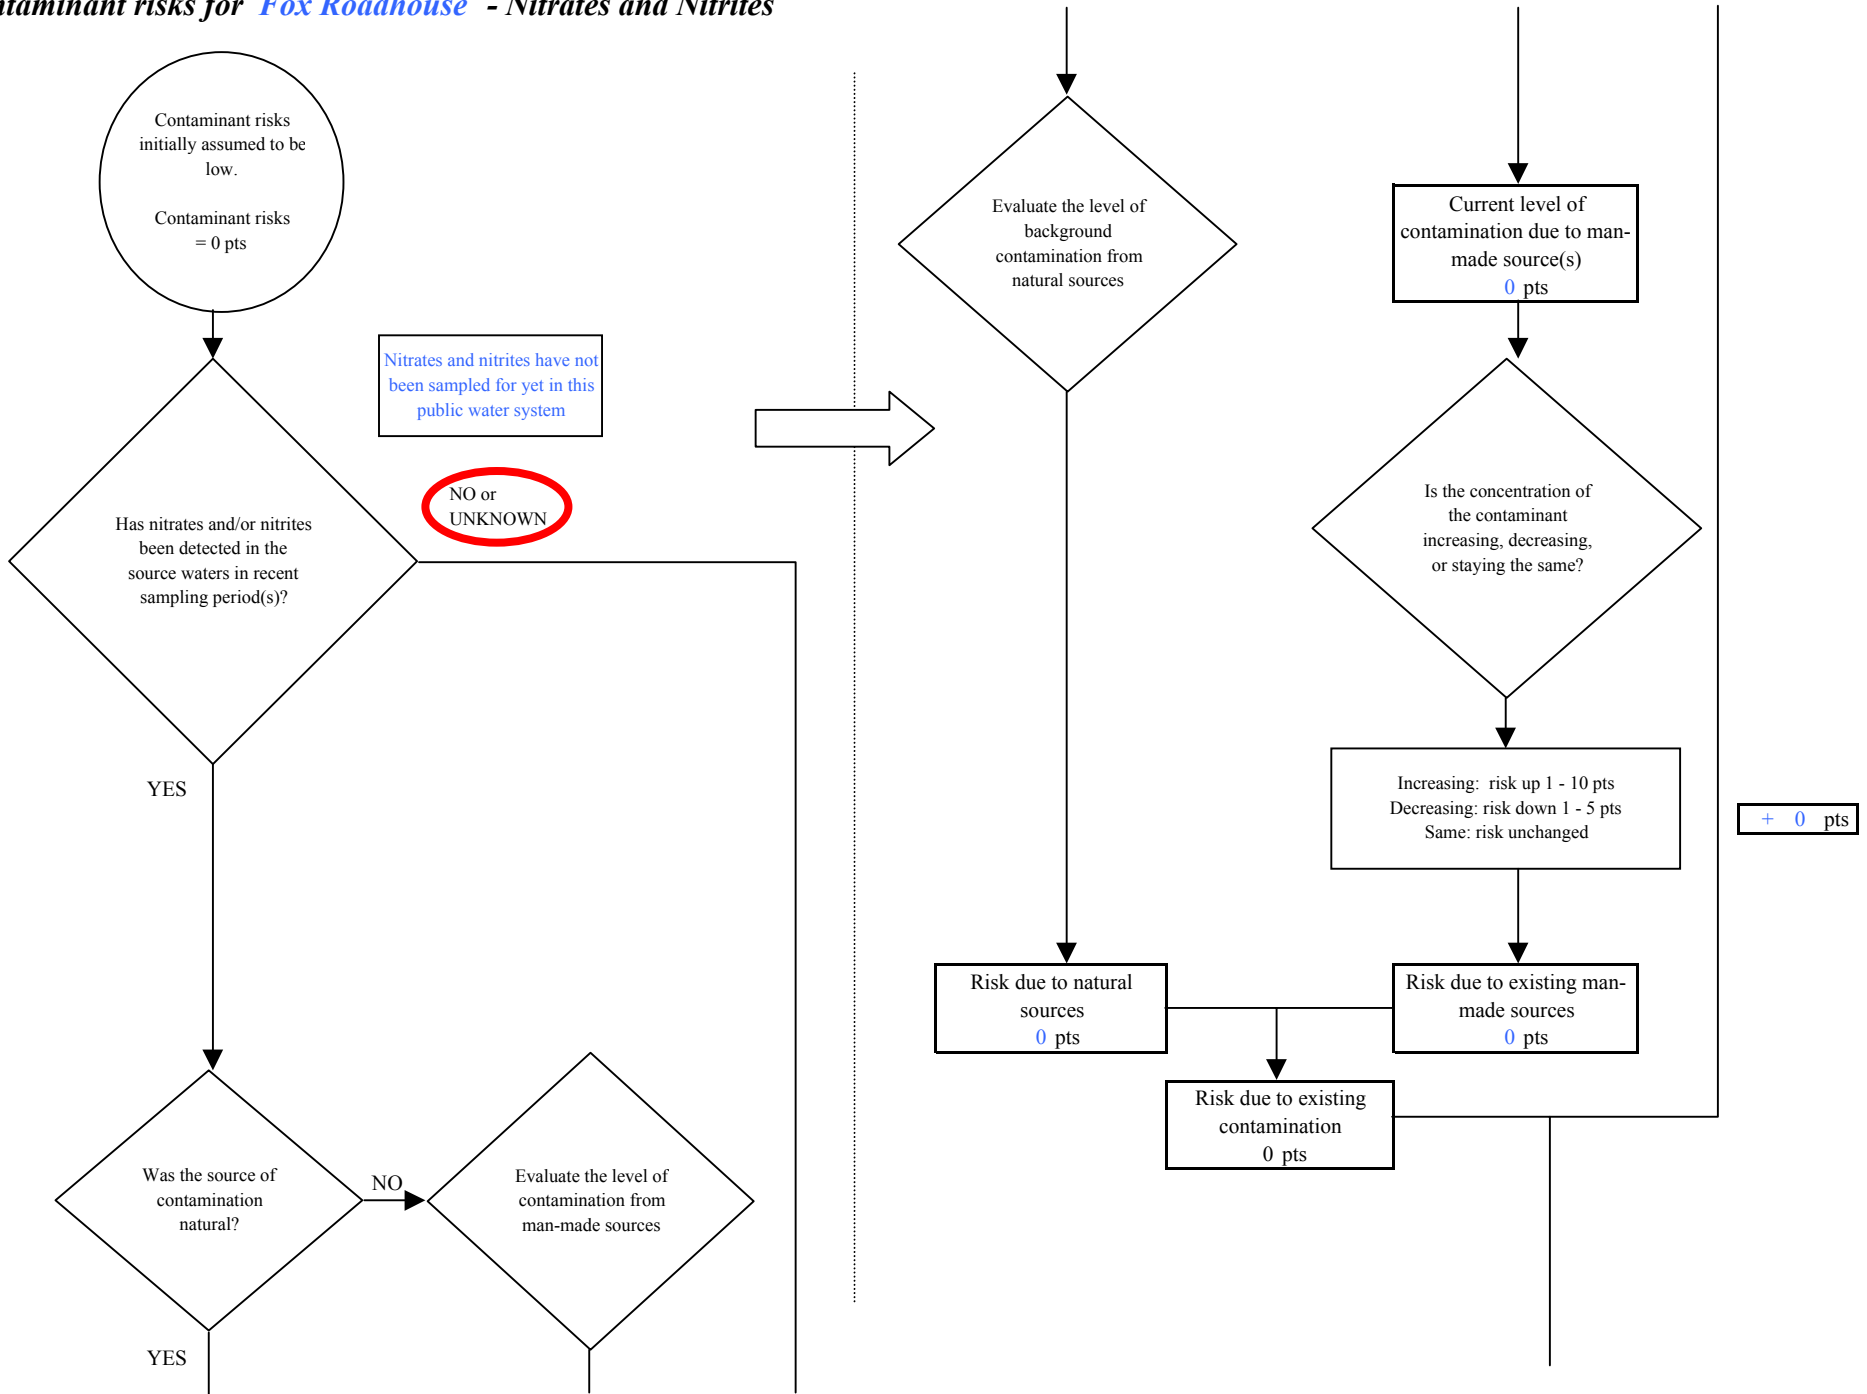 ntaminant risks for Fox Roadhouse - Nitrates and Nitrites
Contaminant risks
initially assumed to be
low.
Contaminant risks
= 0 pts
Nitrates and nitrites have not
been sampled for yet in this
public water system
NO or
UNKNOWN
Has nitrates and/or nitrites
been detected in the
source waters in recent
sampling period(s)?
YES
Was the source of
contamination
natural?
NO
Evaluate the level of
contamination from
man-made sources
YES
Evaluate the level of
background
contamination from
natural sources
Current level of
contamination due to man-
made source(s)
0 pts
Is the concentration of
the contaminant
increasing, decreasing,
or staying the same?
Increasing: risk up 1 - 10 pts
Decreasing: risk down 1 - 5 pts
Same: risk unchanged
+ 0 pts
Risk due to natural
sources
0 pts
Risk due to existing man-
made sources
0 pts
Risk due to existing
contamination
0 pts